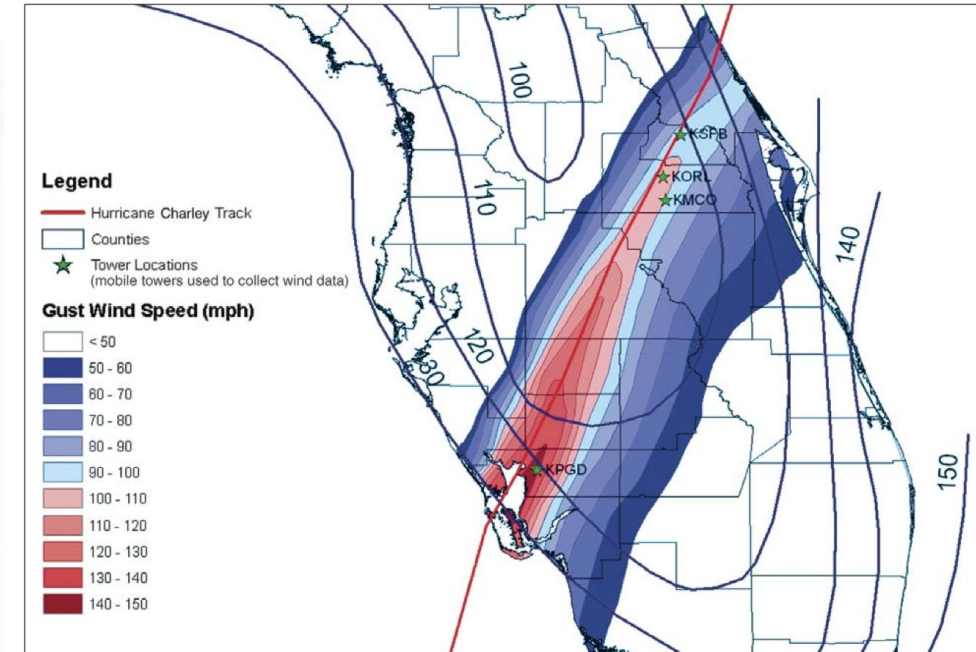 Legend
Hurricane Charley Track
Counties
Tower Locations
(mobile towers used to collect wind data)
Gust Wind Speed (mph)
< 50
50 - 60
60 - 70
70 - 80
80 - 90
90 - 100
100 - 110
110 - 120
120 - 130
130 - 140
140 - 150
100
110
120
130
140
150
KSFB
KORL
KMCO
KPGD